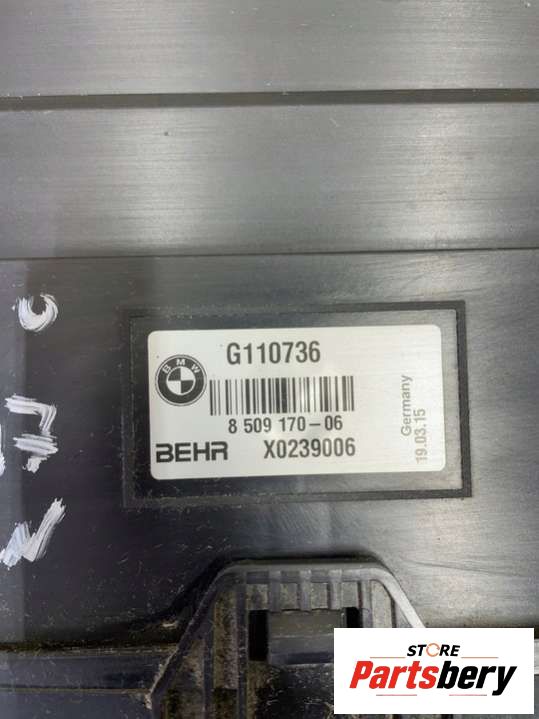 G110736
BMW
8 509 170-06
BEHR X0239006
Germany
19.03.15
STORE
Partsbery